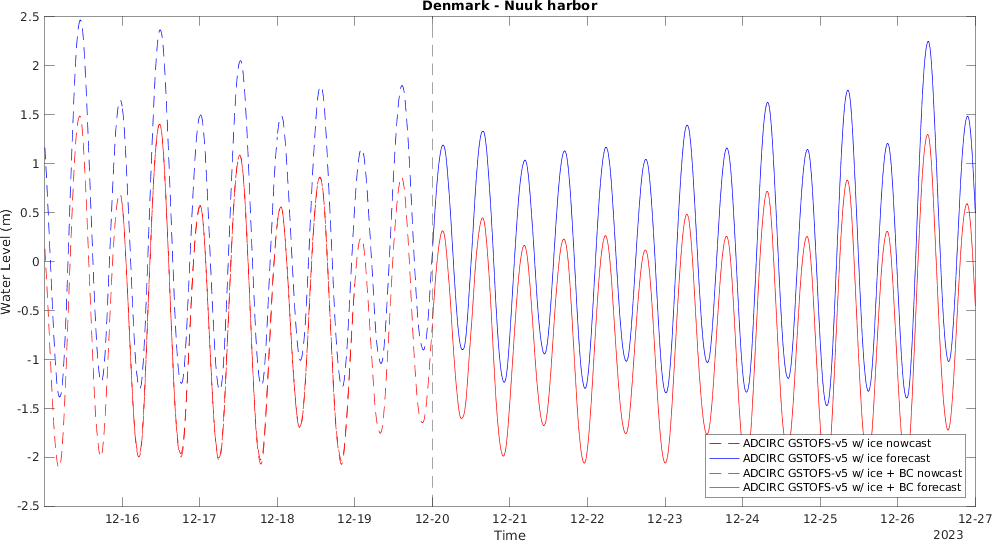 Denmark - Nuuk harbor
2.5
2
1.5
1
0.5
0
-0.5
-1
-1.5
-2
-2.5
Water Level (m)
ADCIRC GSTOFS-v5 w/ ice nowcast
ADCIRC GSTOFS-v5 w/ ice forecast
ADCIRC GSTOFS-v5 w/ ice + BC nowcast
ADCIRC GSTOFS-v5 w/ ice + BC forecast
12-16 12-17 12-18 12-19 12-20 12-21 12-22 12-23 12-24 12-25 12-26 12-27
Time
2023